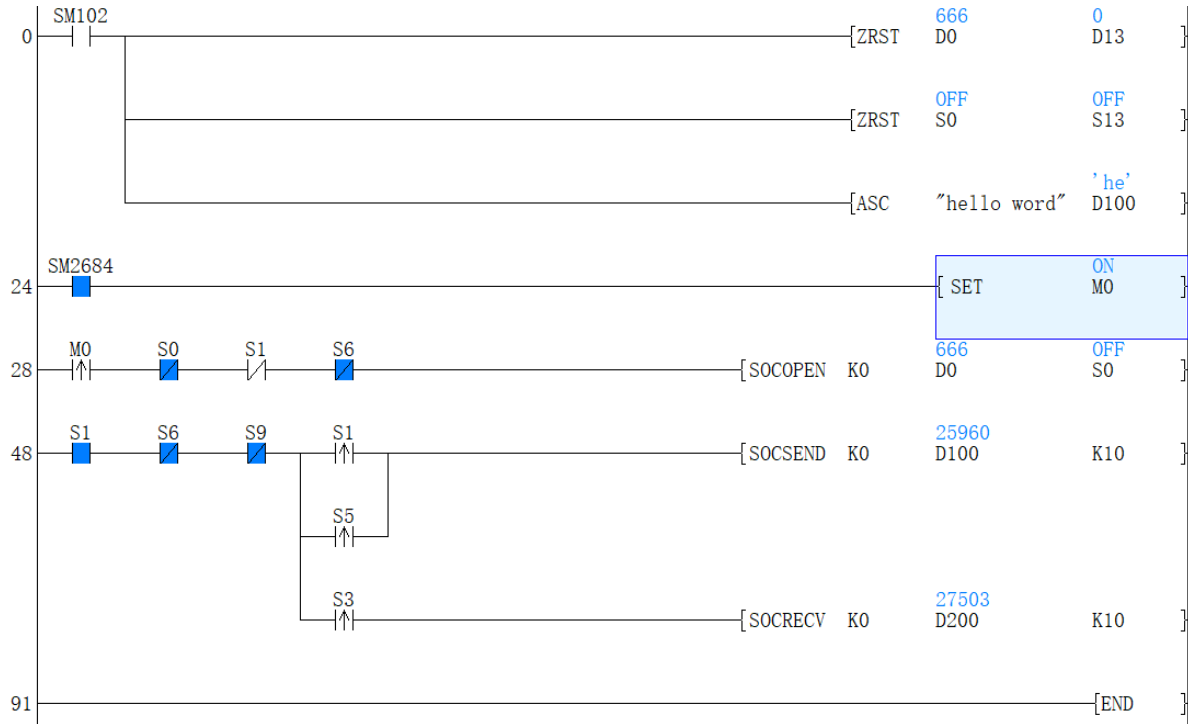 SM102 666 0
0 [ZRST D0 D13 ]
OFF OFF
[ZRST S0 S13 ]
'he'
[ASC "hello word" D100 ]
SM2684 ON
24 [ SET M0 ]
M0 S0 S1 S6 666 OFF
28 [SOCOPEN K0 D0 S0 ]
S1 S6 S9 S1 25960
48 [SOCSEND K0 D100 K10 ]
S5
S3 27503
[SOCRECV K0 D200 K10 ]
91 [END ]